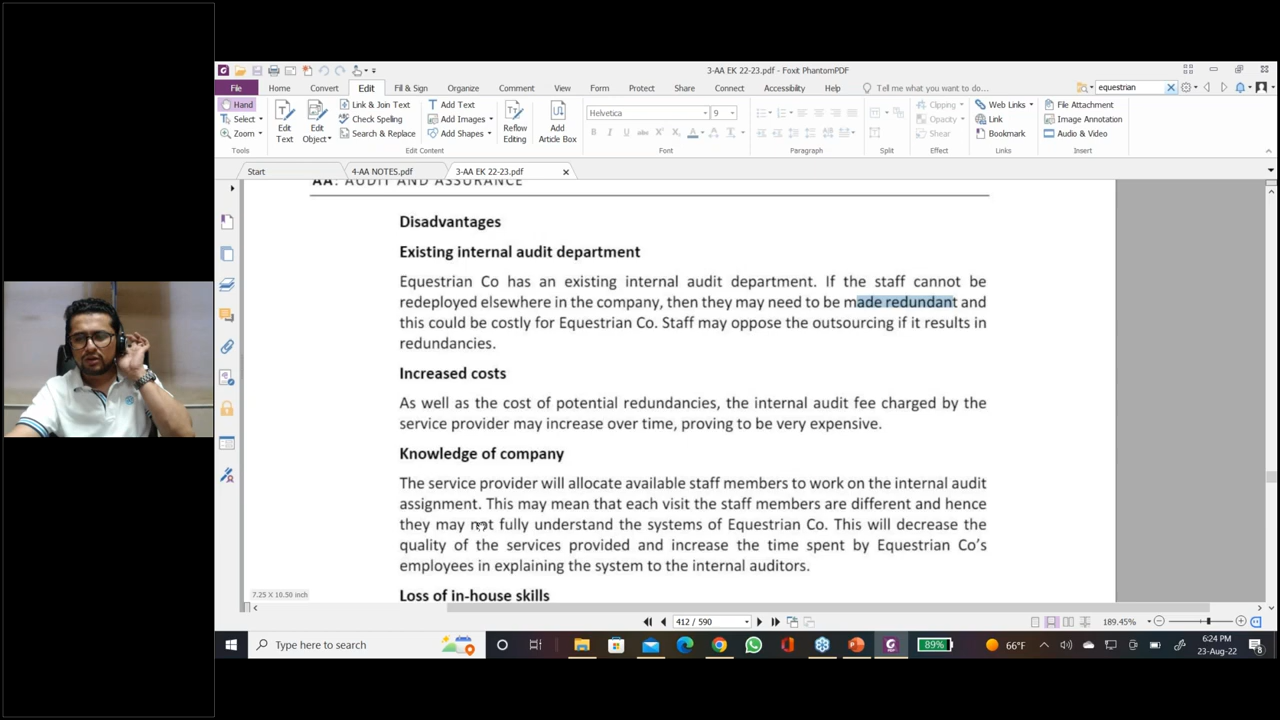 3-AA EK 22-23.pdf - Foxit PhantomPDF
File Home Convert Edit Fill & Sign Organize Comment View Form Protect Share Connect Accessibility Help Tell me what you want to do... equestrian
Hand
Select
Zoom
Tools
Edit Text
Edit Object
Link & Join Text
Check Spelling
Search & Replace
Add Text
Add Images
Add Shapes
Reflow Editing
Add Article Box
Edit Content
Helvetica 9
B I U abc X² X₂ A
Font
Paragraph
Split
Clipping
Opacity
Shear
Effect
Web Links
Link
Bookmark
Links
File Attachment
Image Annotation
Audio & Video
Insert
Start 4-AA NOTES.pdf 3-AA EK 22-23.pdf
AA: AUDIT AND ASSURANCE
Disadvantages
Existing internal audit department
Equestrian Co has an existing internal audit department. If the staff cannot be
redeployed elsewhere in the company, then they may need to be made redundant and
this could be costly for Equestrian Co. Staff may oppose the outsourcing if it results in
redundancies.
Increased costs
As well as the cost of potential redundancies, the internal audit fee charged by the
service provider may increase over time, proving to be very expensive.
Knowledge of company
The service provider will allocate available staff members to work on the internal audit
assignment. This may mean that each visit the staff members are different and hence
they may not fully understand the systems of Equestrian Co. This will decrease the
quality of the services provided and increase the time spent by Equestrian Co's
employees in explaining the system to the internal auditors.
Loss of in-house skills
7.25 X 10.50 inch
412 / 590
189.45%
Type here to search
89%
66°F
6:24 PM
23-Aug-22
8